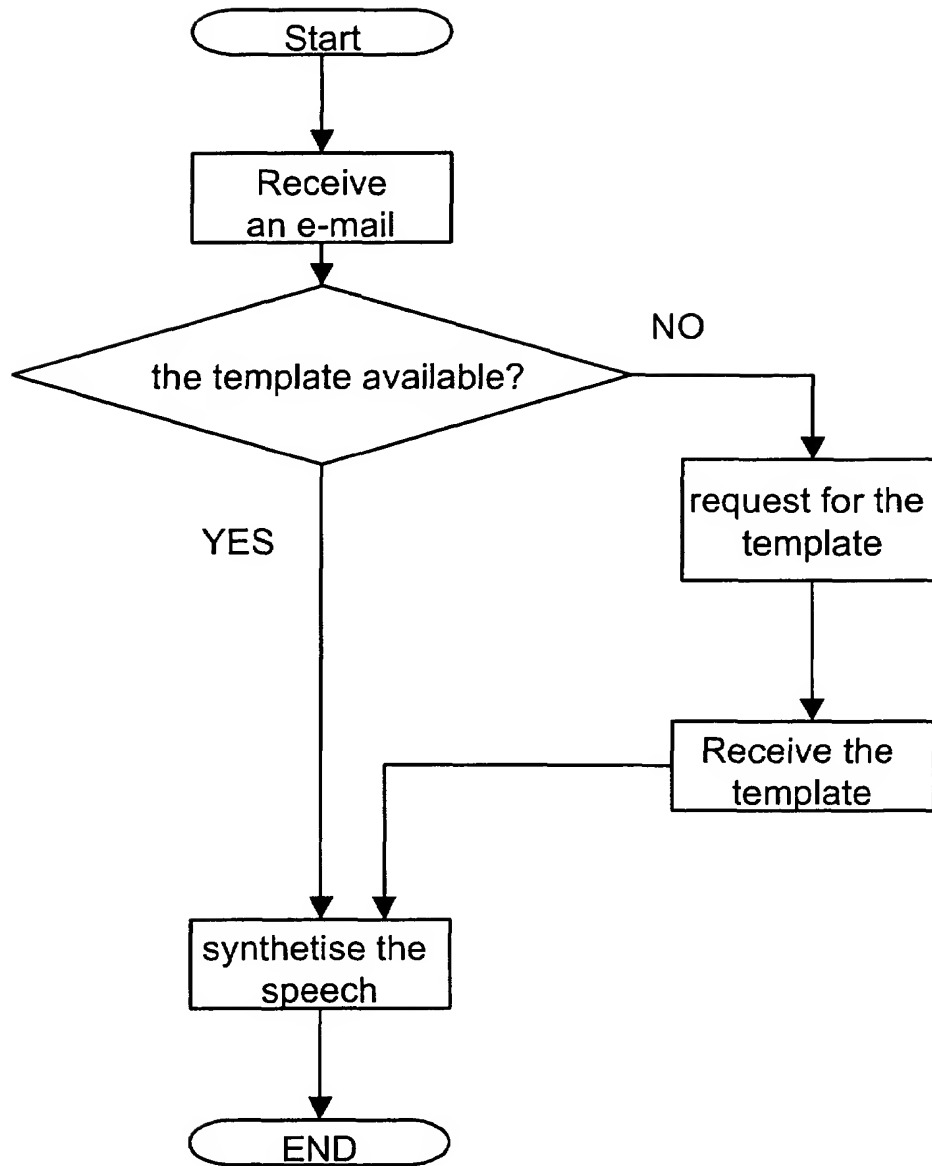 Start
Receive
an e-mail
the template available?
NO
YES
request for the
template
Receive the
template
synthetise the
speech
END